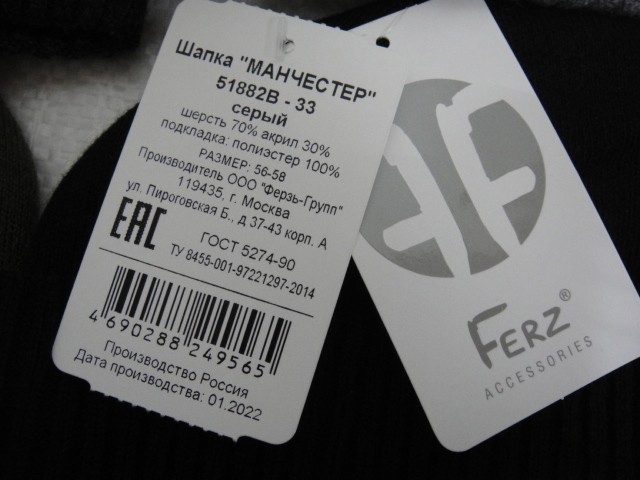 Шапка "МАНЧЕСТЕР"
51882В - 33
серый
шерсть 70% акрил 30%
подкладка: полиэстер 100%
РАЗМЕР: 56-58
Производитель ООО "Ферзь-Групп"
119435, г. Москва
ул. Пироговская Б., д 37-43 корп. А
ЕАС
ГОСТ 5274-90
ТУ 8455-001-97221297-2014
4 690288 249565
Производство Россия
Дата производства: 01.2022
FERZ®
ACCESSORIES